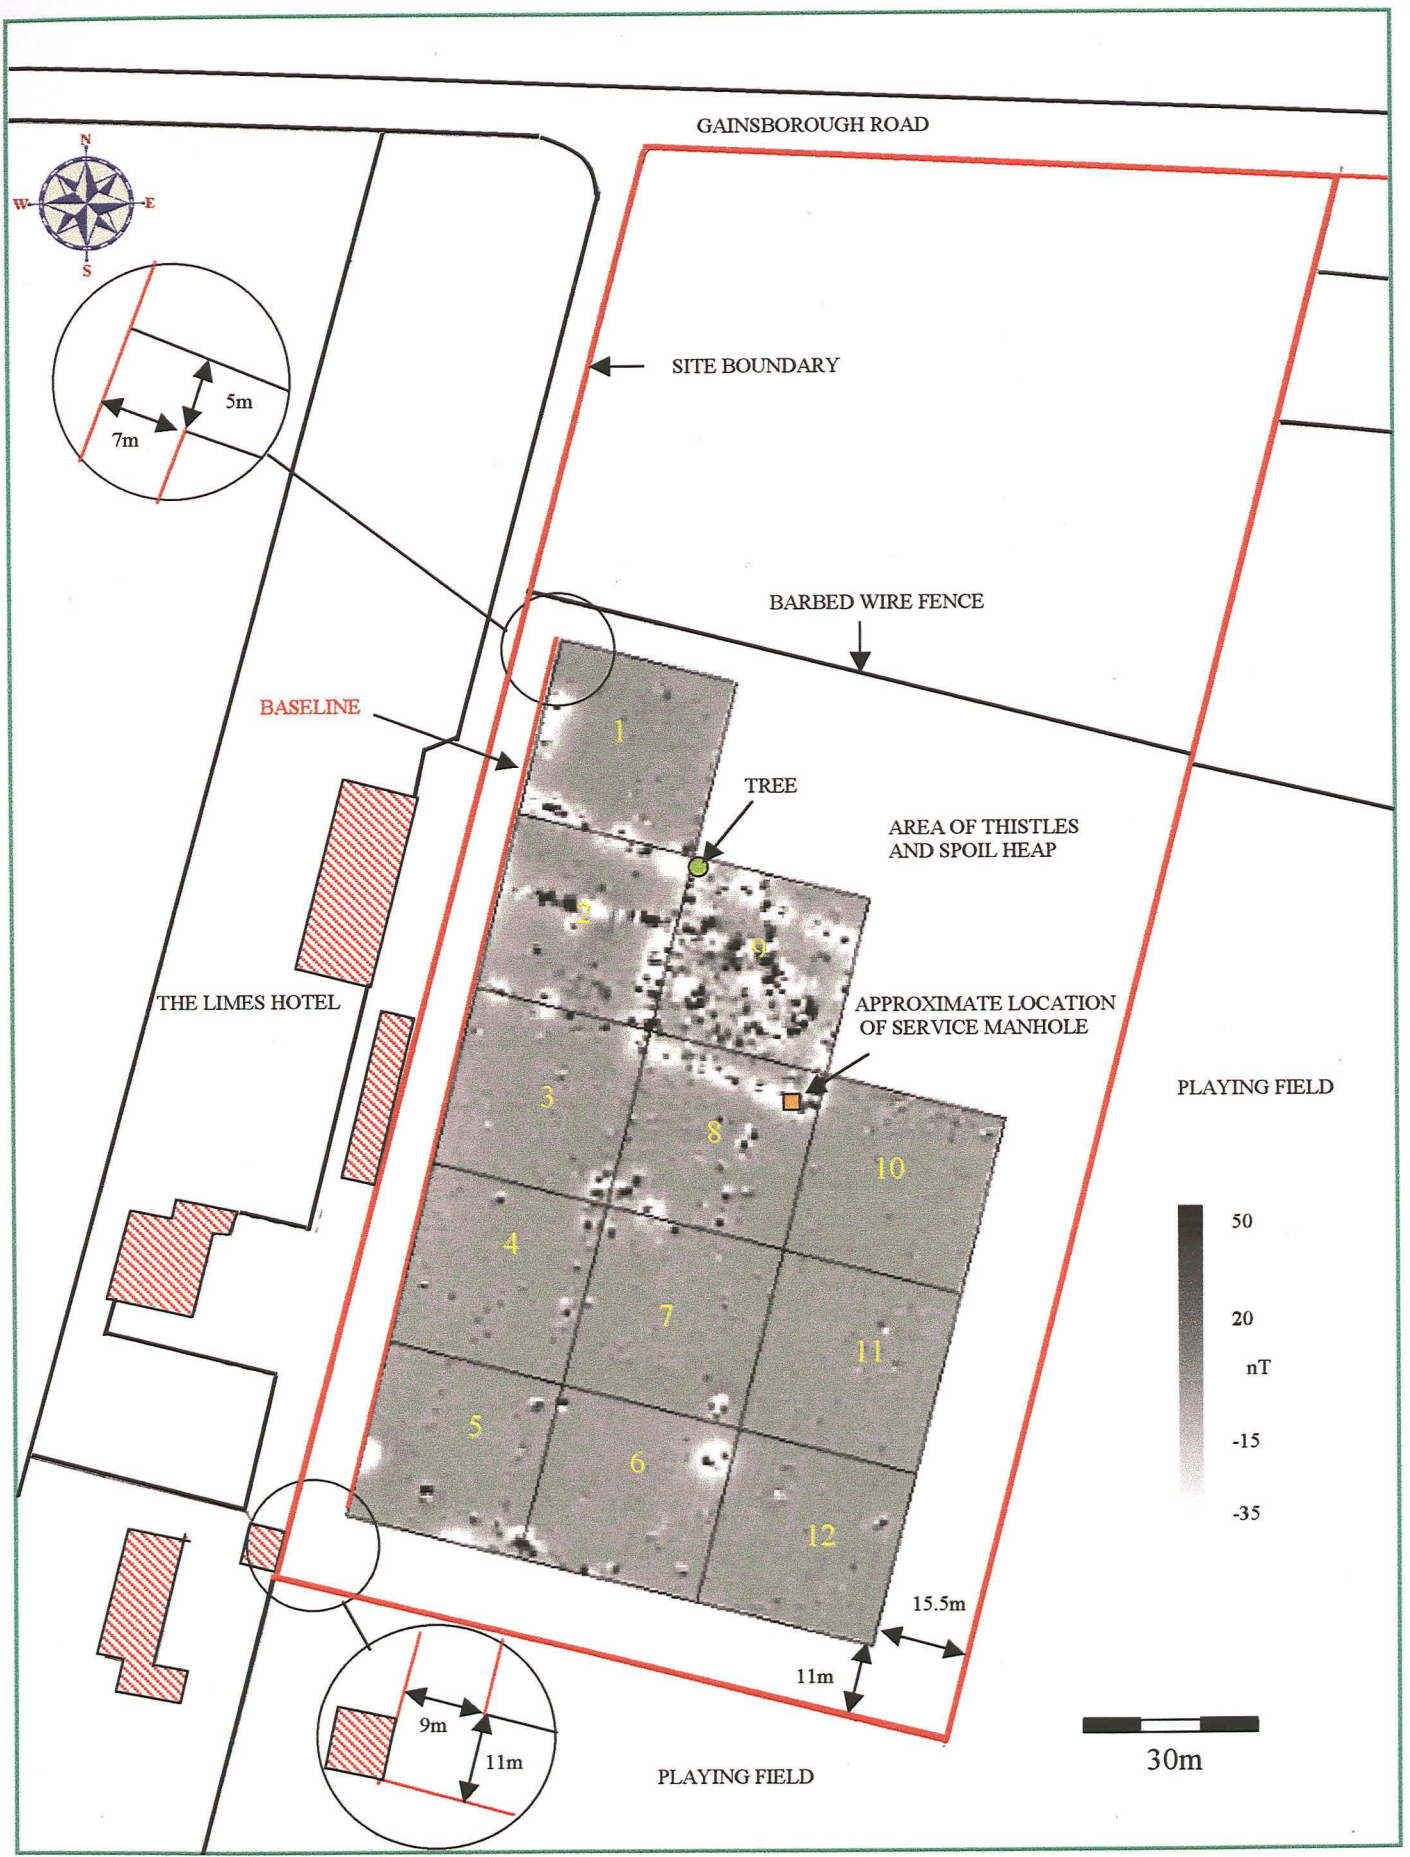 GAINSBOROUGH ROAD
N
W
E
S
SITE BOUNDARY
5m
7m
BARBED WIRE FENCE
BASELINE
1
TREE
AREA OF THISTLES
AND SPOIL HEAP
2
9
THE LIMES HOTEL
APPROXIMATE LOCATION
OF SERVICE MANHOLE
PLAYING FIELD
3
8
10
4
7
11
50
20
nT
-15
-35
5
6
12
15.5m
11m
9m
11m
30m
PLAYING FIELD